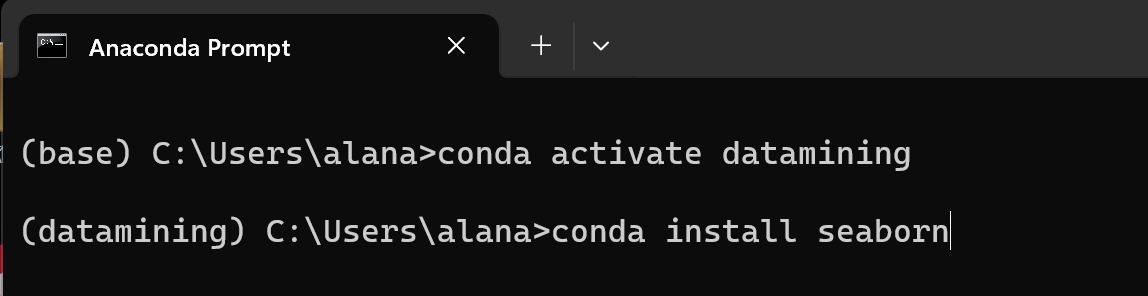 Anaconda Prompt
(base) C:\Users\alana>conda activate datamining
(datamining) C:\Users\alana>conda install seaborn